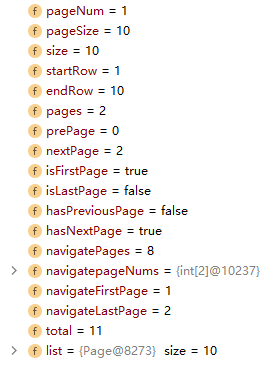 f pageNum = 1
f pageSize = 10
f size = 10
f startRow = 1
f endRow = 10
f pages = 2
f prePage = 0
f nextPage = 2
f isFirstPage = true
f isLastPage = false
f hasPreviousPage = false
f hasNextPage = true
f navigatePages = 8
f navigatepageNums = {int[2]@10237}
f navigateFirstPage = 1
f navigateLastPage = 2
f total = 11
f list = {Page@8273} size = 10